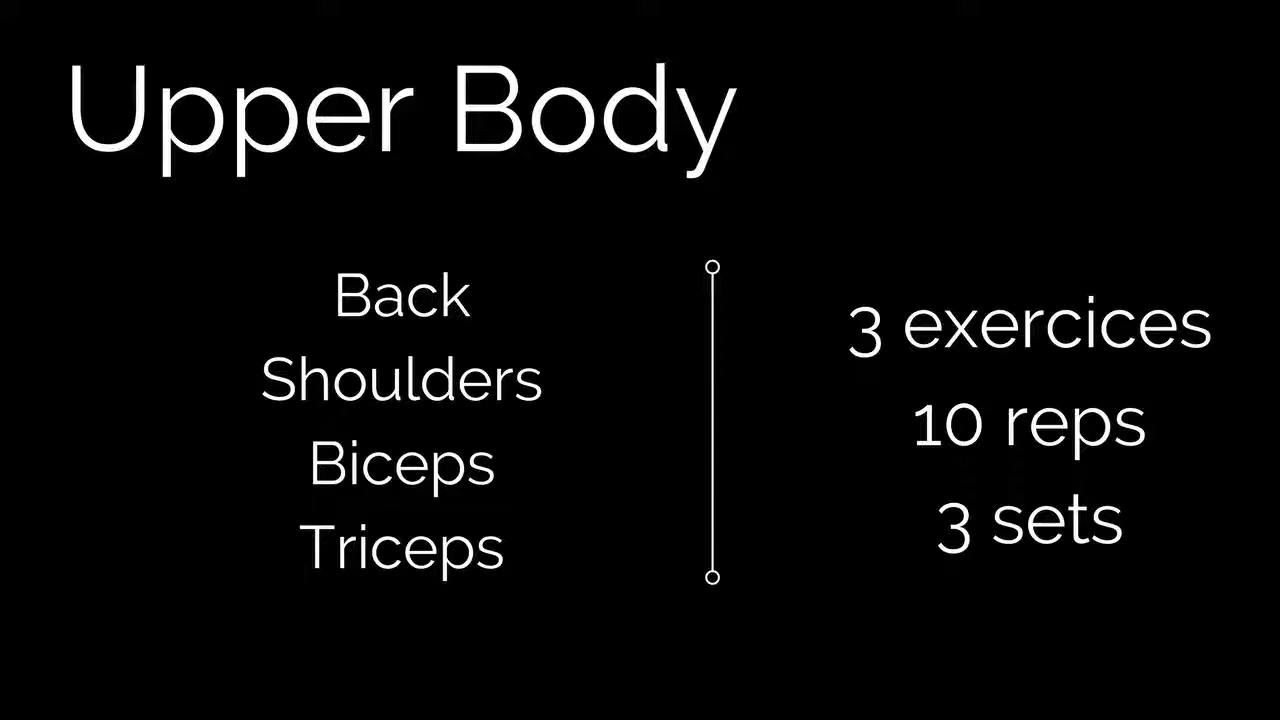 Upper Body
Back
Shoulders
Biceps
Triceps
3 exercices
10 reps
3 sets